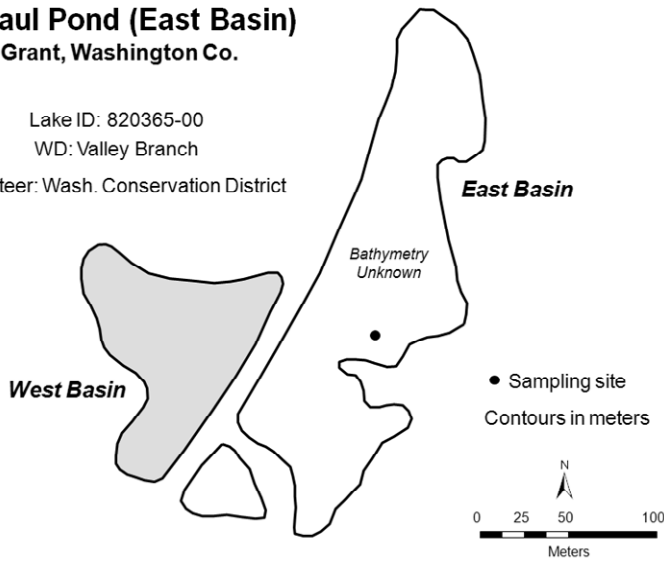 aul Pond (East Basin)
Grant, Washington Co.
Lake ID: 820365-00
WD: Valley Branch
teer: Wash. Conservation District
East Basin
Bathymetry
Unknown
West Basin
Sampling site
Contours in meters
N
0 25 50 100
Meters